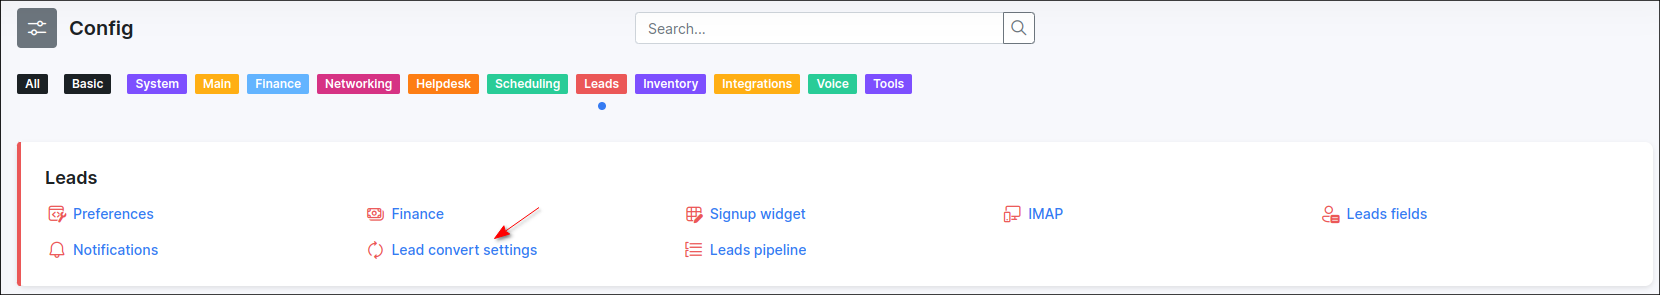 Config
Search...
All Basic System Main Finance Networking Helpdesk Scheduling Leads Inventory Integrations Voice Tools
Leads
Preferences Finance Signup widget IMAP Leads fields
Notifications Lead convert settings Leads pipeline